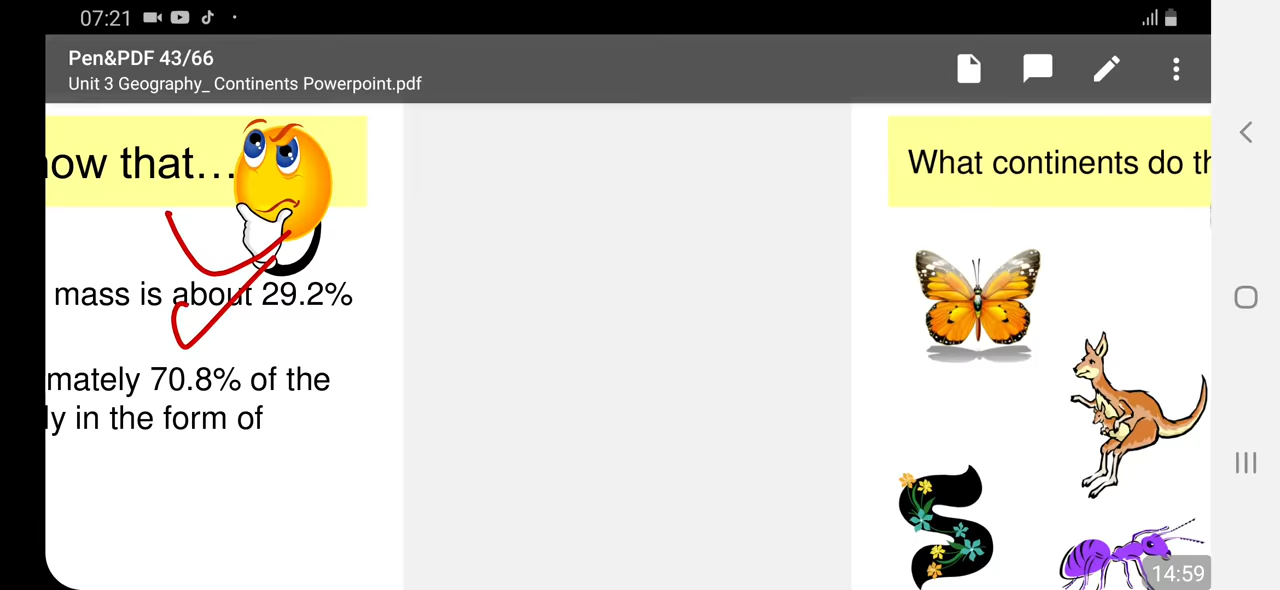 07:21
Pen&PDF 43/66
Unit 3 Geography_ Continents Powerpoint.pdf
ow that…
mass is about 29.2%
mately 70.8% of the
ly in the form of
What continents do th
S
14:59